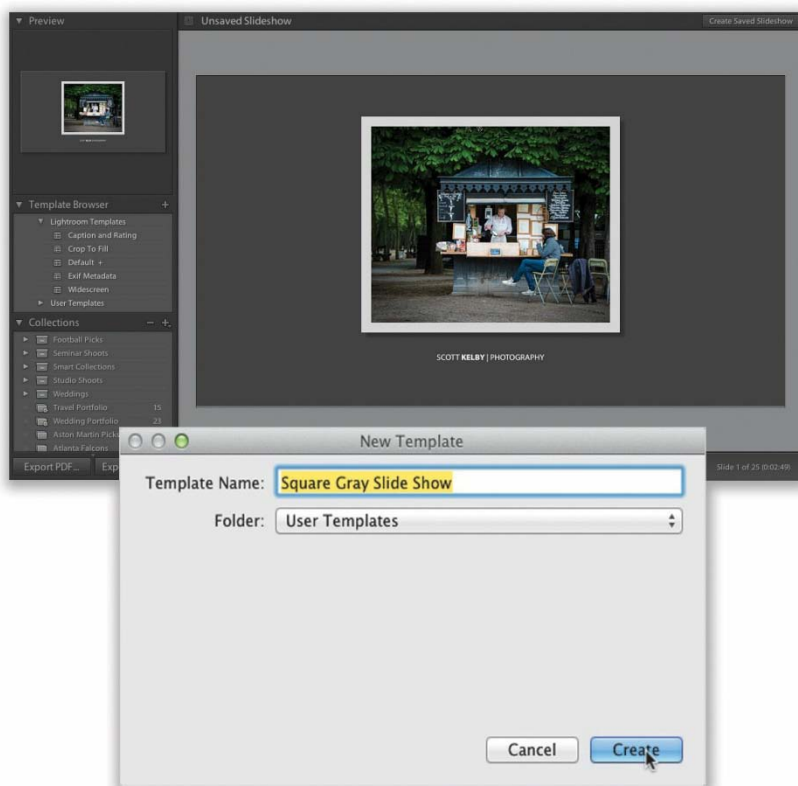 Preview
Unsaved Slideshow
Create Saved Slideshow
Template Browser +
Lightroom Templates
Caption and Rating
Crop To Fill
Default +
Exif Metadata
Widescreen
User Templates
Collections − +
Football Picks
Seminar Shoots
Smart Collections
Studio Shoots
Weddings
Travel Portfolio 15
Wedding Portfolio 23
Aston Martin Picks
Atlanta Falcons
SCOTT KELBY | PHOTOGRAPHY
Export PDF...
Slide 1 of 25 (0:02:49)
New Template
Template Name: Square Gray Slide Show
Folder: User Templates
Cancel
Create